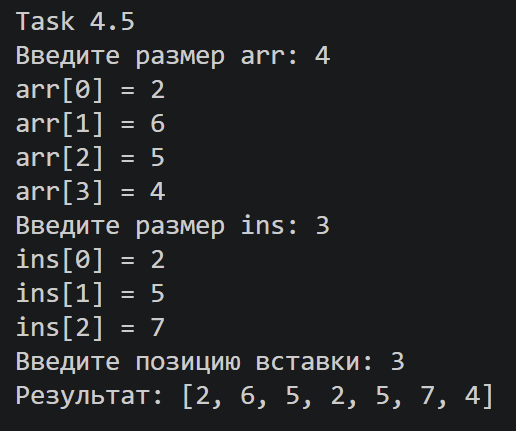 Task 4.5
Введите размер arr: 4
arr[0] = 2
arr[1] = 6
arr[2] = 5
arr[3] = 4
Введите размер ins: 3
ins[0] = 2
ins[1] = 5
ins[2] = 7
Введите позицию вставки: 3
Результат: [2, 6, 5, 2, 5, 7, 4]